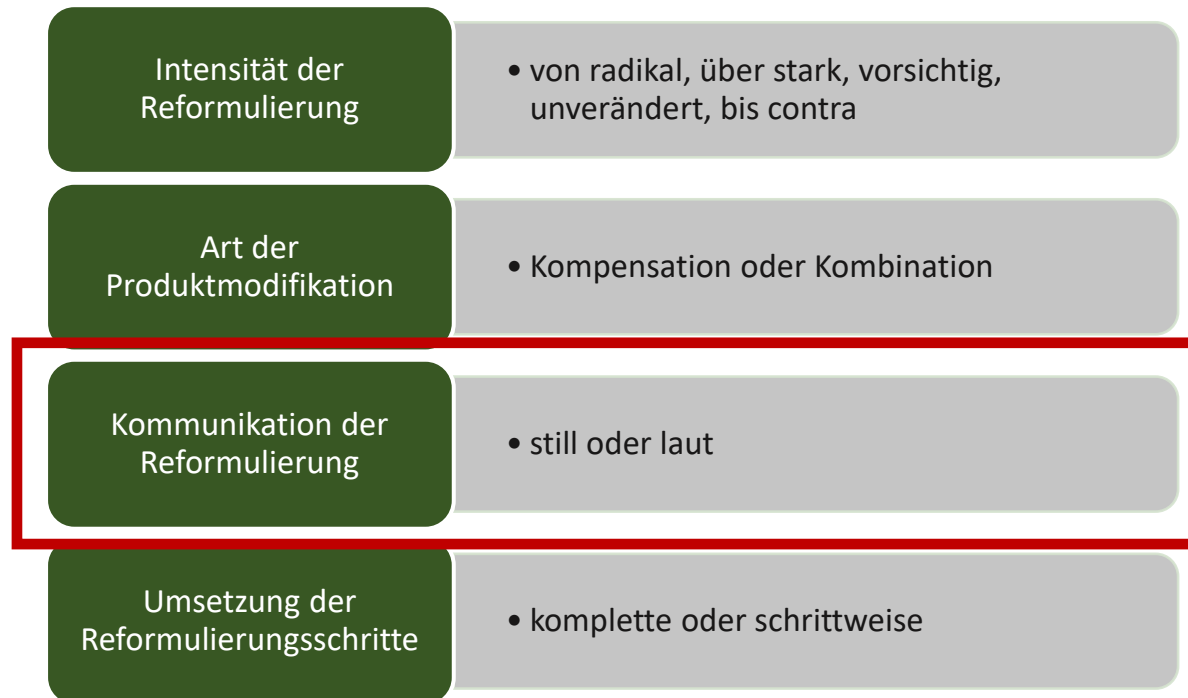 Intensität der
Reformulierung
• von radikal, über stark, vorsichtig,
unverändert, bis contra
Art der
Produktmodifikation
• Kompensation oder Kombination
Kommunikation der
Reformulierung
• still oder laut
Umsetzung der
Reformulierungsschritte
• komplette oder schrittweise